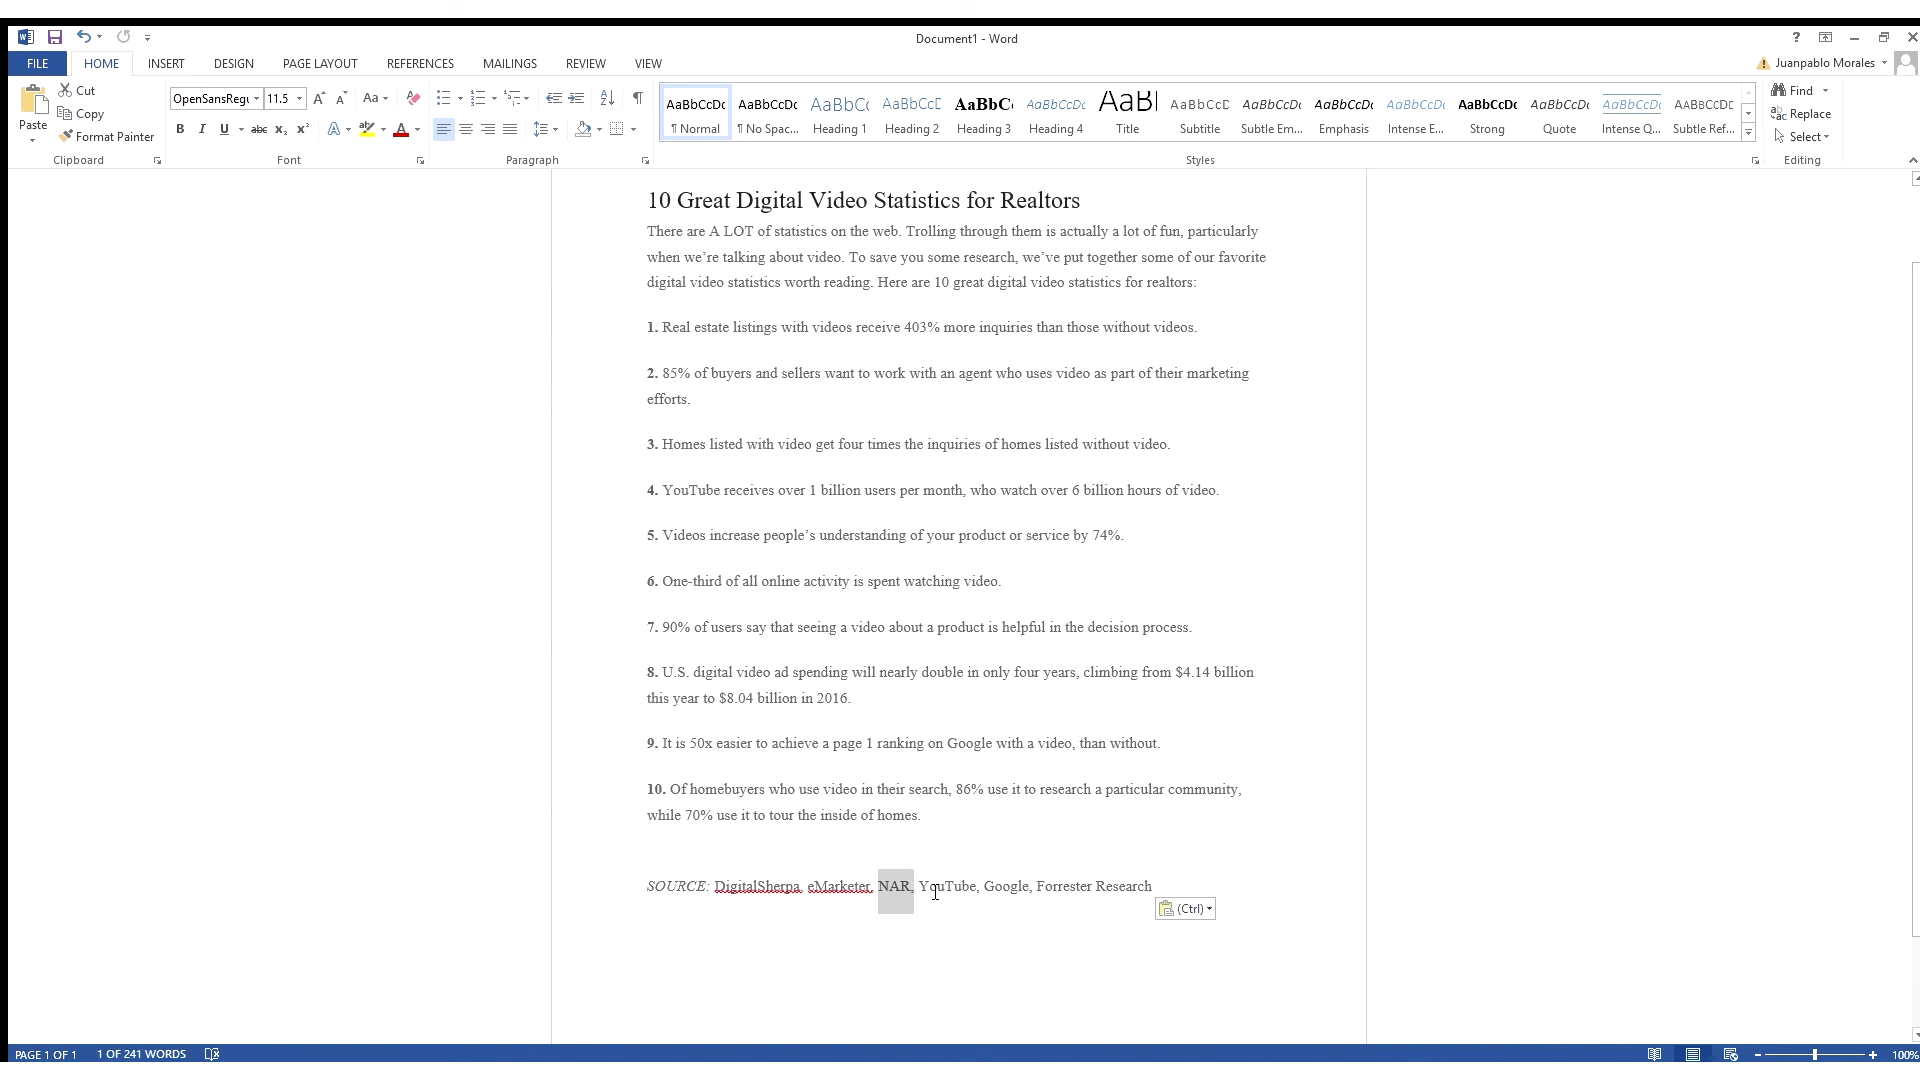 Document1 - Word
FILE HOME INSERT DESIGN PAGE LAYOUT REFERENCES MAILINGS REVIEW VIEW
Juanpablo Morales
Paste
Cut
Copy
Format Painter
Clipboard
OpenSansRegu 11.5
Font
Paragraph
AaBbCcDc AaBbCcDc AaBbC( AaBbCcE AaBbC( AaBbCcDc AaBl AaBbCcD AaBbCcDc AaBbCcDc AaBbCcDc AaBbCcDc AaBbCcDc AaBbCcDc AABBCCDE
¶ Normal ¶ No Spac... Heading 1 Heading 2 Heading 3 Heading 4 Title Subtitle Subtle Em... Emphasis Intense E... Strong Quote Intense Q... Subtle Ref...
Styles
Find
Replace
Select
Editing
10 Great Digital Video Statistics for Realtors
There are A LOT of statistics on the web. Trolling through them is actually a lot of fun, particularly
when we’re talking about video. To save you some research, we’ve put together some of our favorite
digital video statistics worth reading. Here are 10 great digital video statistics for realtors:
1. Real estate listings with videos receive 403% more inquiries than those without videos.
2. 85% of buyers and sellers want to work with an agent who uses video as part of their marketing
efforts.
3. Homes listed with video get four times the inquiries of homes listed without video.
4. YouTube receives over 1 billion users per month, who watch over 6 billion hours of video.
5. Videos increase people’s understanding of your product or service by 74%.
6. One-third of all online activity is spent watching video.
7. 90% of users say that seeing a video about a product is helpful in the decision process.
8. U.S. digital video ad spending will nearly double in only four years, climbing from $4.14 billion
this year to $8.04 billion in 2016.
9. It is 50x easier to achieve a page 1 ranking on Google with a video, than without.
10. Of homebuyers who use video in their search, 86% use it to research a particular community,
while 70% use it to tour the inside of homes.
SOURCE: DigitalSherpa, eMarketer, NAR, YouTube, Google, Forrester Research
(Ctrl)
PAGE 1 OF 1 1 OF 241 WORDS
100%